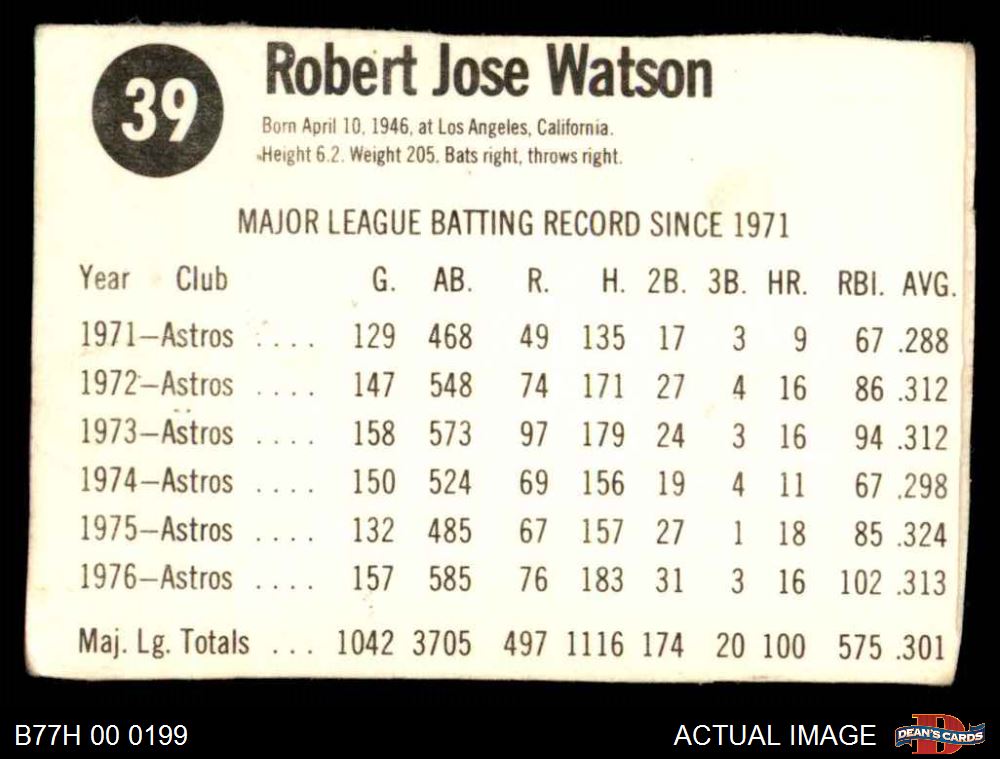 39
Robert Jose Watson
Born April 10, 1946, at Los Angeles, California.
Height 6.2. Weight 205. Bats right, throws right.
MAJOR LEAGUE BATTING RECORD SINCE 1971
Year Club G. AB. R. H. 2B. 3B. HR. RBI. AVG.
1971—Astros .... 129 468 49 135 17 3 9 67 .288
1972—Astros .... 147 548 74 171 27 4 16 86 .312
1973—Astros .... 158 573 97 179 24 3 16 94 .312
1974—Astros .... 150 524 69 156 19 4 11 67 .298
1975—Astros .... 132 485 67 157 27 1 18 85 .324
1976—Astros .... 157 585 76 183 31 3 16 102 .313
Maj. Lg. Totals ... 1042 3705 497 1116 174 20 100 575 .301
B77H 00 0199
ACTUAL IMAGE
D
DEAN'S CARDS